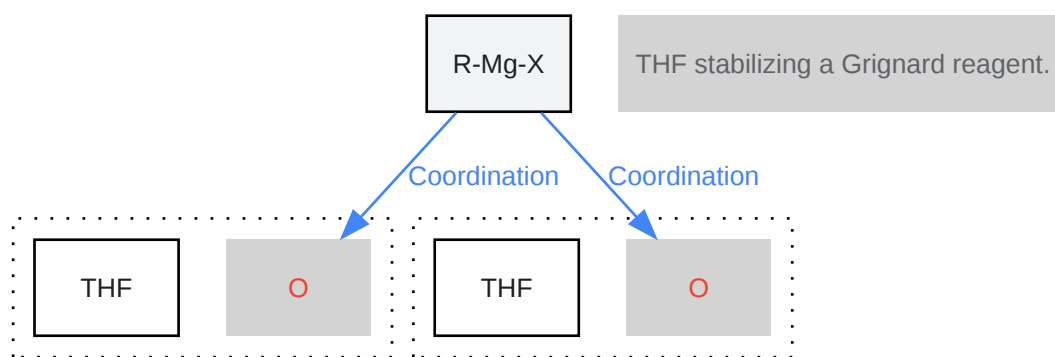 R-Mg-X
THF stabilizing a Grignard reagent.
Coordination
Coordination
THF
O
THF
O